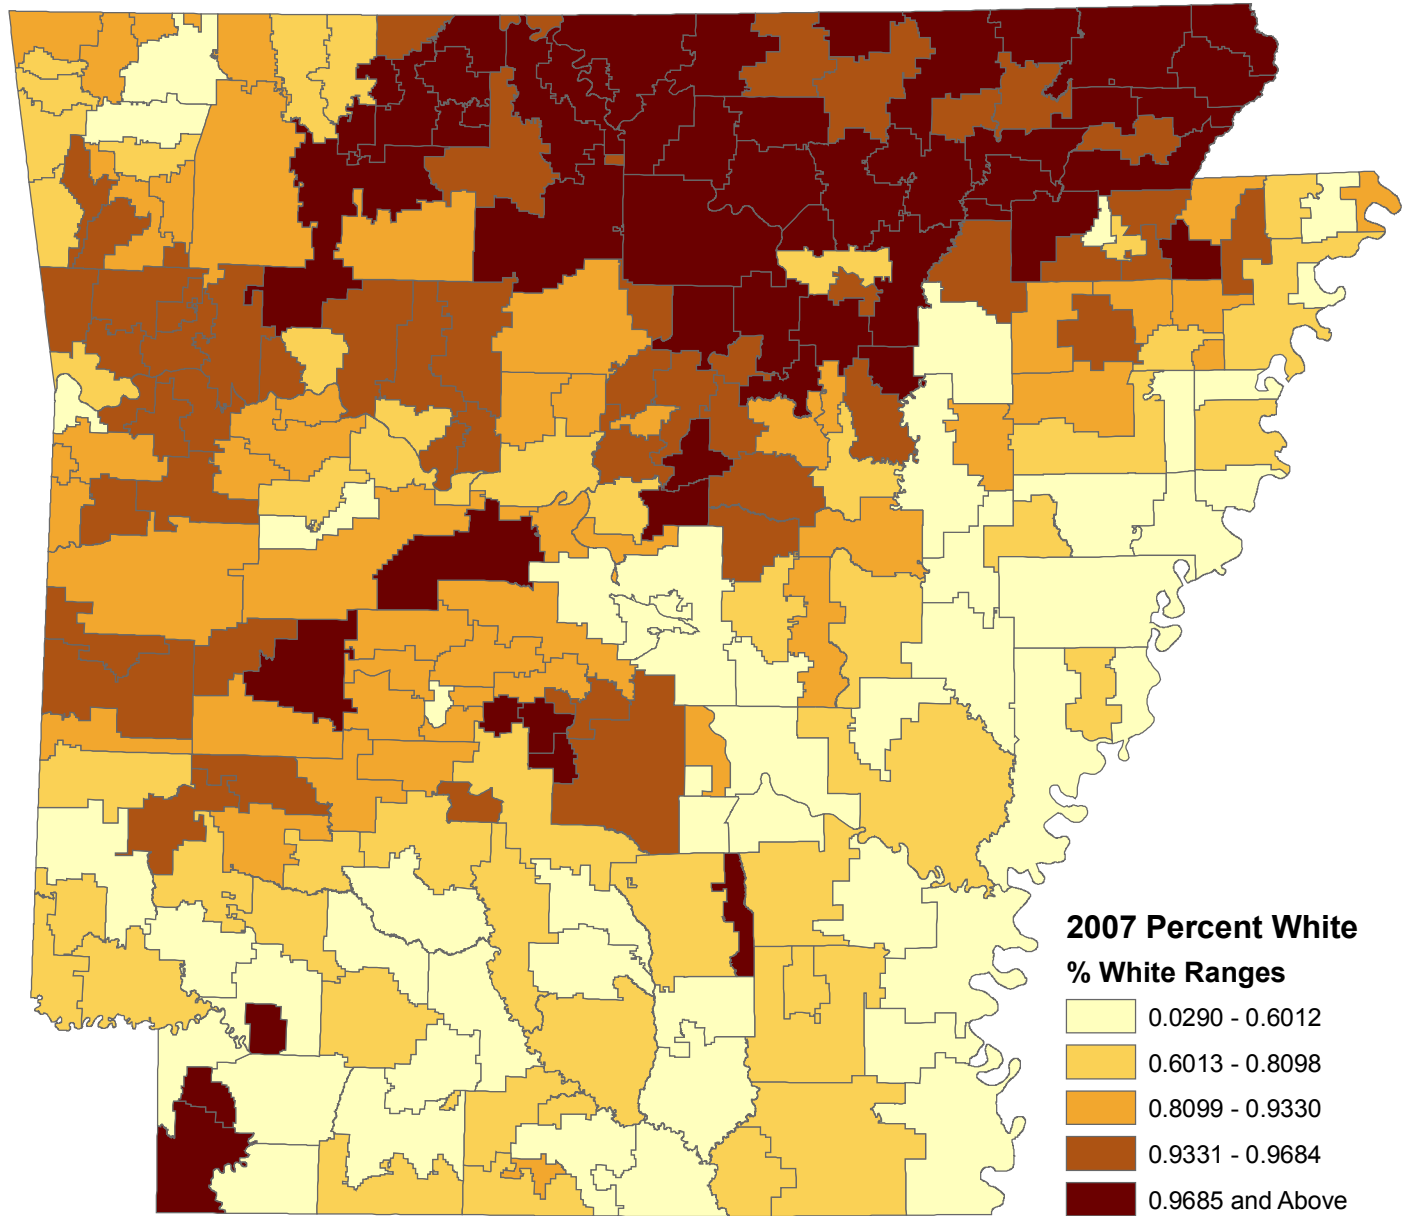 2007 Percent White
% White Ranges
0.0290 - 0.6012
0.6013 - 0.8098
0.8099 - 0.9330
0.9331 - 0.9684
0.9685 and Above